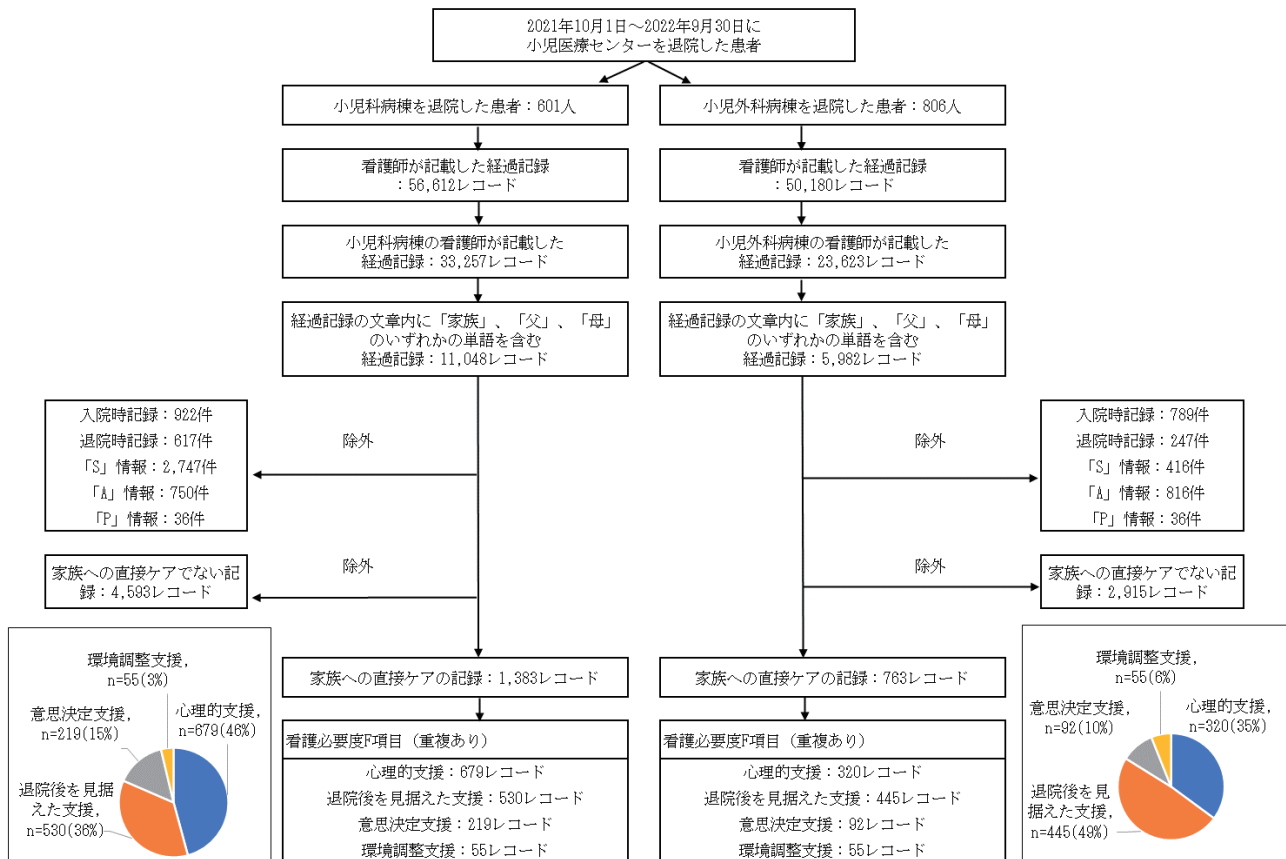 2021年10月1日～2022年9月30日に
小児医療センターを退院した患者
小児科病棟を退院した患者：601人
小児外科病棟を退院した患者：806人
看護師が記載した経過記録
：56,612レコード
看護師が記載した経過記録
：50,180レコード
小児科病棟の看護師が記載した
経過記録：33,257レコード
小児外科病棟の看護師が記載した
経過記録：23,623レコード
経過記録の文章内に「家族」、「父」、「母」
のいずれかの単語を含む
経過記録：11,048レコード
経過記録の文章内に「家族」、「父」、「母」
のいずれかの単語を含む
経過記録：5,982レコード
入院時記録：922件
退院時記録：617件
「S」情報：2,747件
「A」情報：750件
「P」情報：36件
除外
除外
入院時記録：789件
退院時記録：247件
「S」情報：416件
「A」情報：816件
「P」情報：36件
家族への直接ケアでない記
録：4,593レコード
除外
除外
家族への直接ケアでない記
録：2,915レコード
家族への直接ケアの記録：1,383レコード
家族への直接ケアの記録：763レコード
環境調整支援，
n=55(3%)
意思決定支援，
n=219(15%)
心理的支援，
n=679(46%)
退院後を見据
えた支援，
n=530(36%)
看護必要度F項目（重複あり）
心理的支援：679レコード
退院後を見据えた支援：530レコード
意思決定支援：219レコード
環境調整支援：55レコード
看護必要度F項目（重複あり）
心理的支援：320レコード
退院後を見据えた支援：445レコード
意思決定支援：92レコード
環境調整支援：55レコード
環境調整支援，
n=55(6%)
意思決定支援，
n=92(10%)
心理的支援，
n=320(35%)
退院後を見
据えた支援，
n=445(49%)